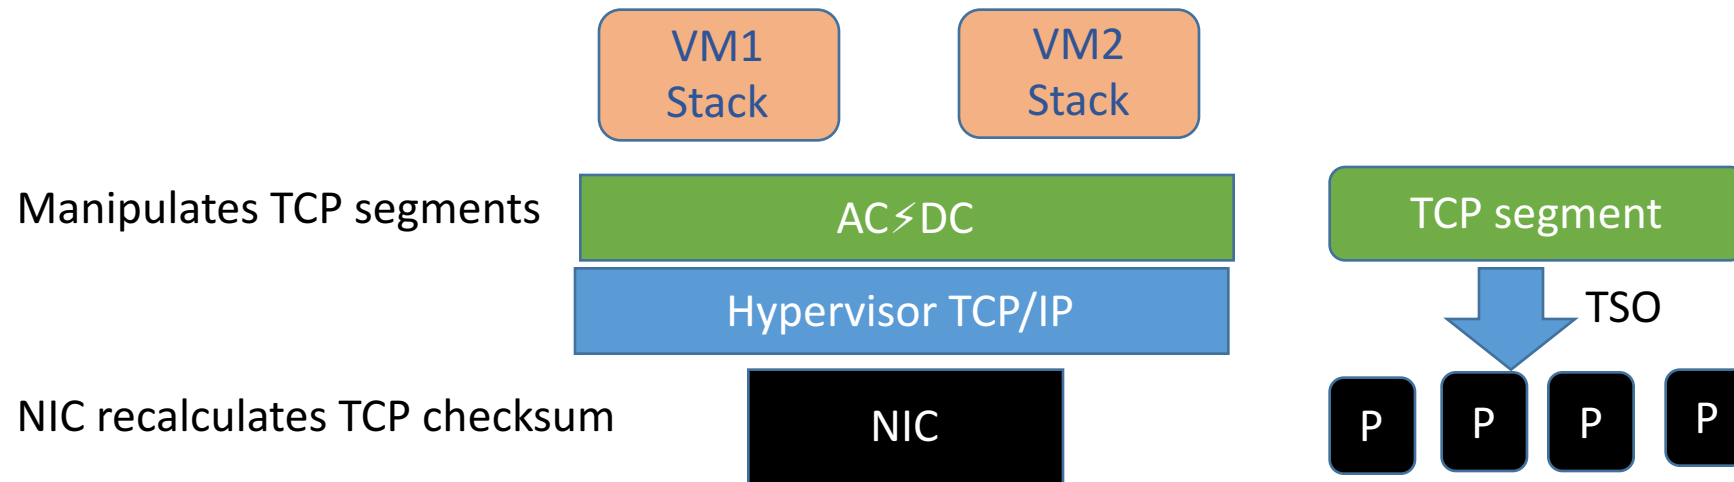 VM1
Stack
VM2
Stack
Manipulates TCP segments
AC⚡DC
TCP segment
Hypervisor TCP/IP
TSO
NIC recalculates TCP checksum
NIC
P
P
P
P